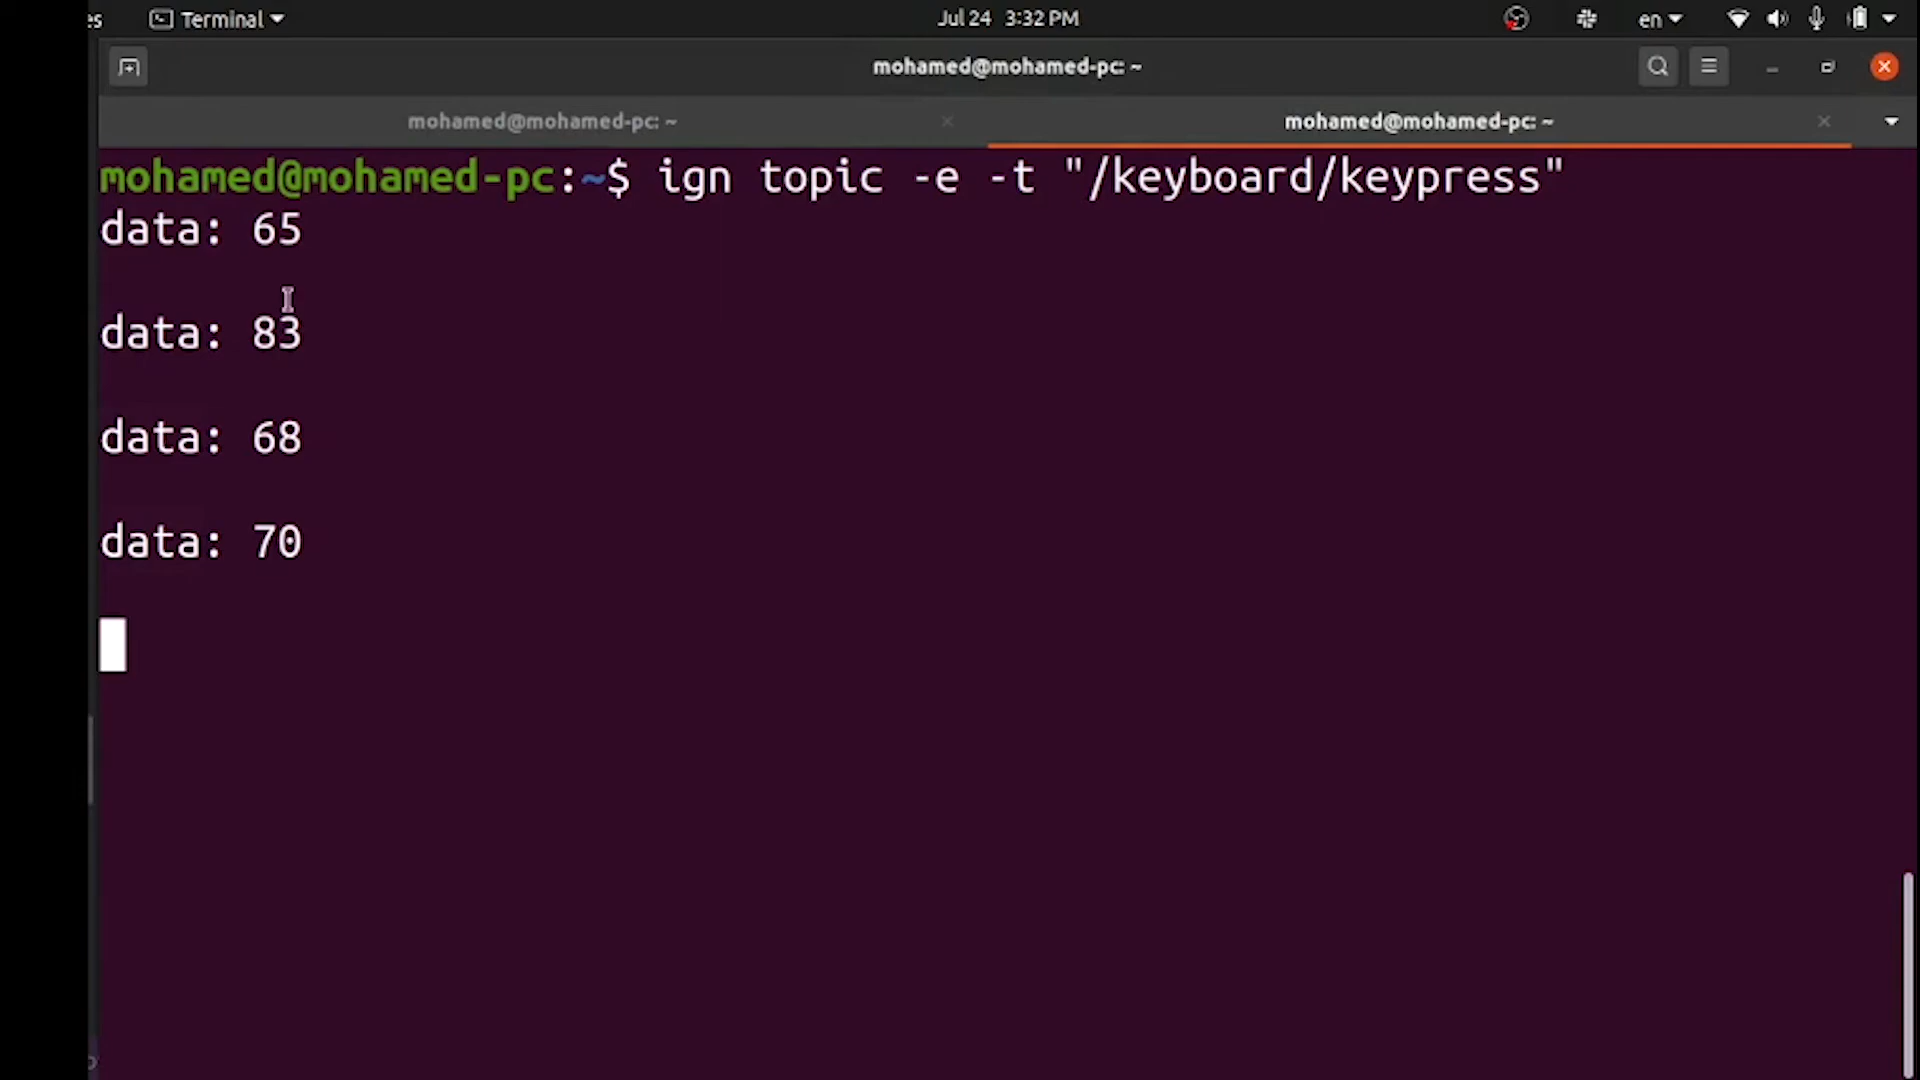 es
Terminal
Jul 24 3:32 PM
en
mohamed@mohamed-pc: ~
mohamed@mohamed-pc: ~
mohamed@mohamed-pc: ~
mohamed@mohamed-pc:~$ ign topic -e -t "/keyboard/keypress"
data: 65
data: 83
data: 68
data: 70